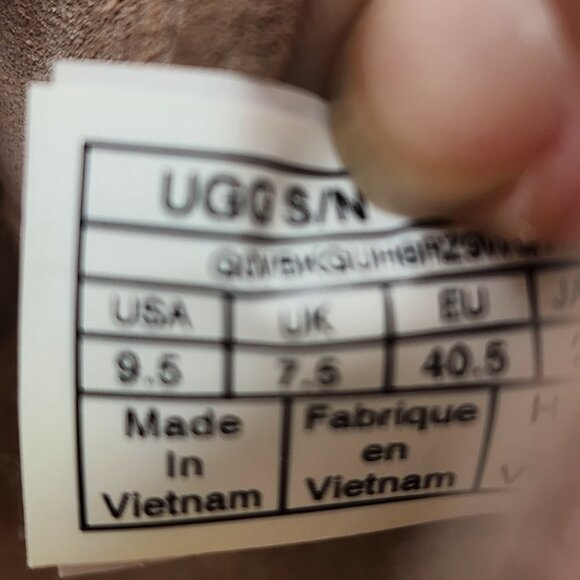 UGG S/N
USA UK EU
9.5 7.5 40.5
Made Fabrique
In en
Vietnam Vietnam